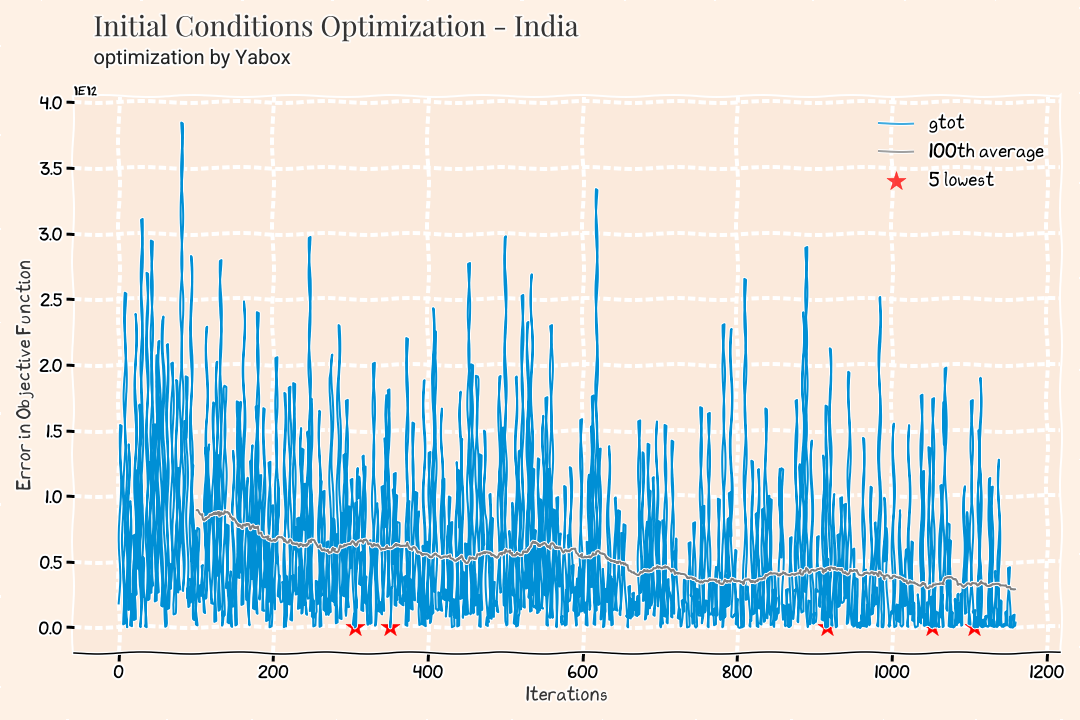 Initial Conditions Optimization - India
optimization by Yabox
1E12
4.0
3.5
3.0
2.5
2.0
1.5
1.0
0.5
0.0
Error in Objective Function
gtot
100th average
5 lowest
0 200 400 600 800 1000 1200
Iterations